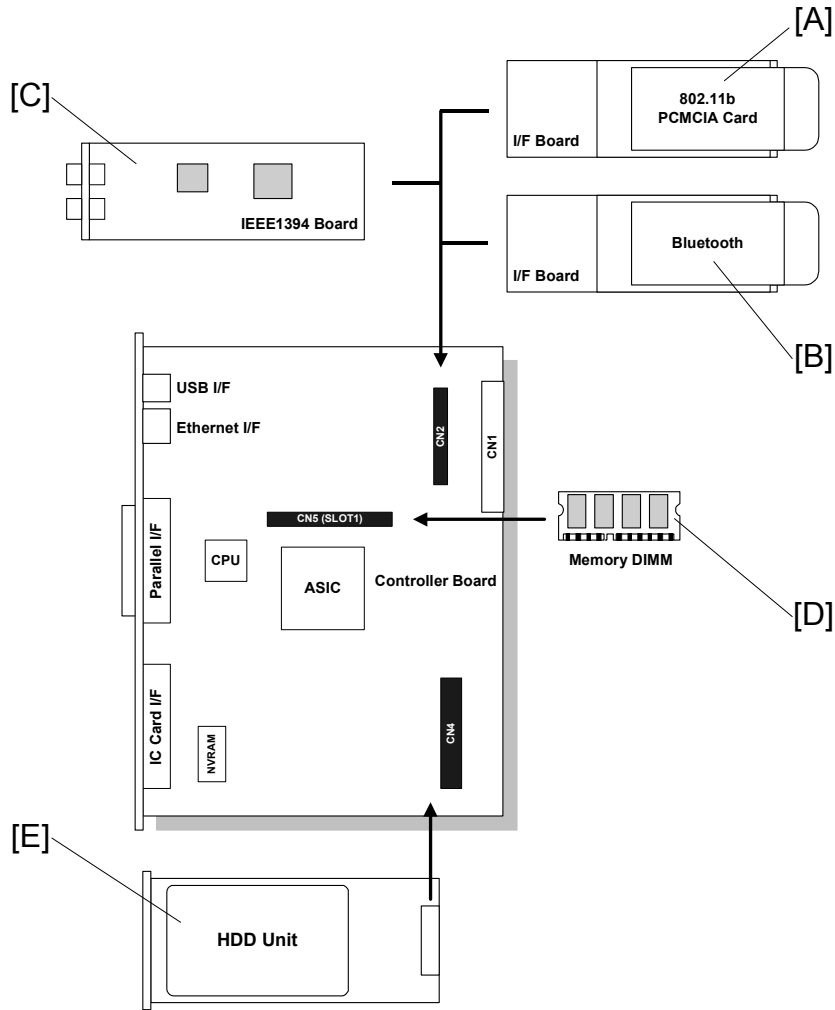 [A]
[C]
802.11b
PCMCIA Card
I/F Board
IEEE1394 Board
Bluetooth
I/F Board
[B]
USB I/F
Ethernet I/F
CN2
CN1
CN5 (SLOT1)
Parallel I/F
CPU
ASIC
Controller Board
Memory DIMM
[D]
IC Card I/F
NVRAM
CN4
[E]
HDD Unit